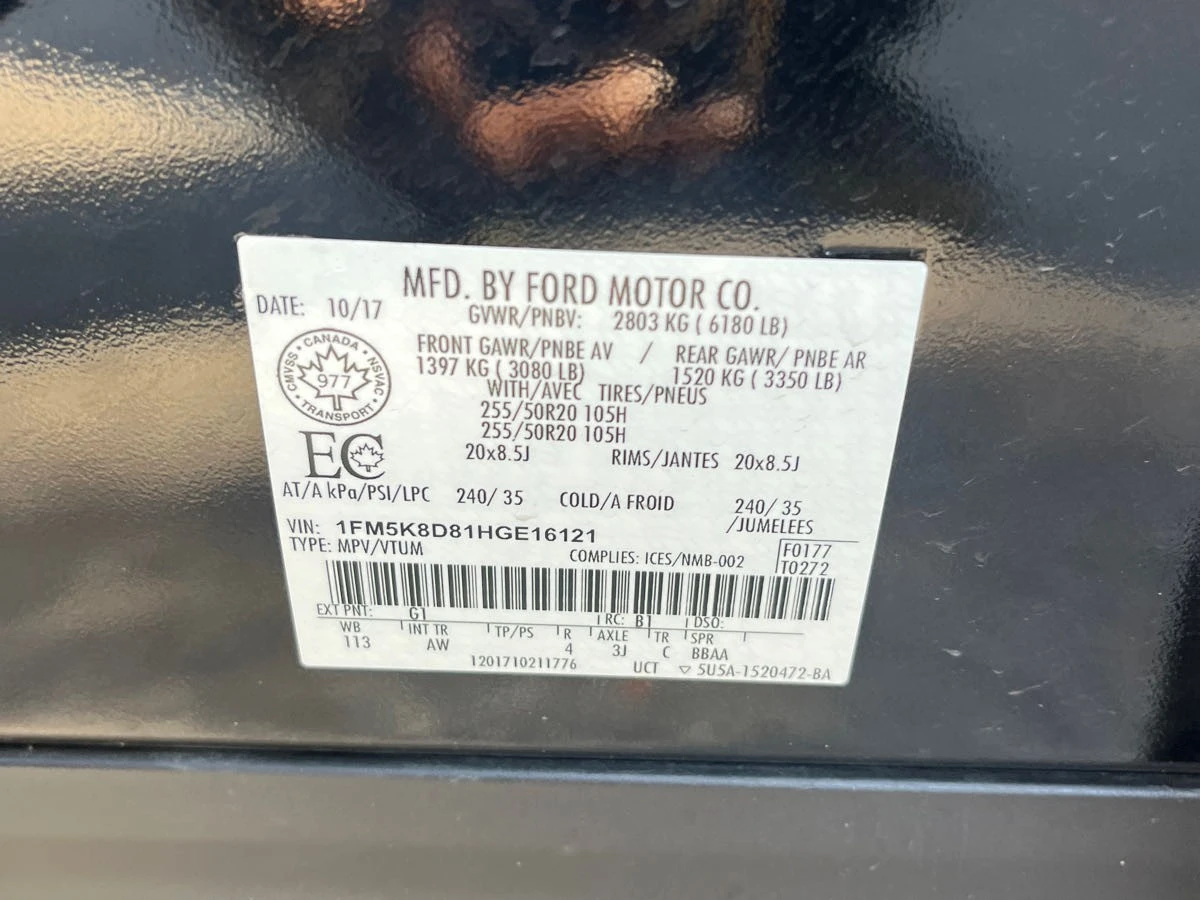 MFD. BY FORD MOTOR CO.
DATE: 10/17
GVWR/PNBV: 2803 KG ( 6180 LB)
FRONT GAWR/PNBE AV / REAR GAWR/ PNBE AR
1397 KG ( 3080 LB) 1520 KG ( 3350 LB)
WITH/AVEC TIRES/PNEUS
255/50R20 105H
255/50R20 105H
20x8.5J RIMS/JANTES 20x8.5J
CANADA
CMVSS 977 NSVAC
TRANSPORT
EC
AT/A kPa/PSI/LPC 240/ 35 COLD/A FROID 240/ 35
/JUMELEES
VIN: 1FM5K8D81HGE16121
TYPE: MPV/VTUM COMPLIES: ICES/NMB-002
F0177
T0272
EXT PNT: G1 RC: B1 DSO:
WB INT TR TP/PS R AXLE TR SPR
113 AW 4 3J C BBAA
1201710211776 UCT ▽ 5U5A-1520472-BA